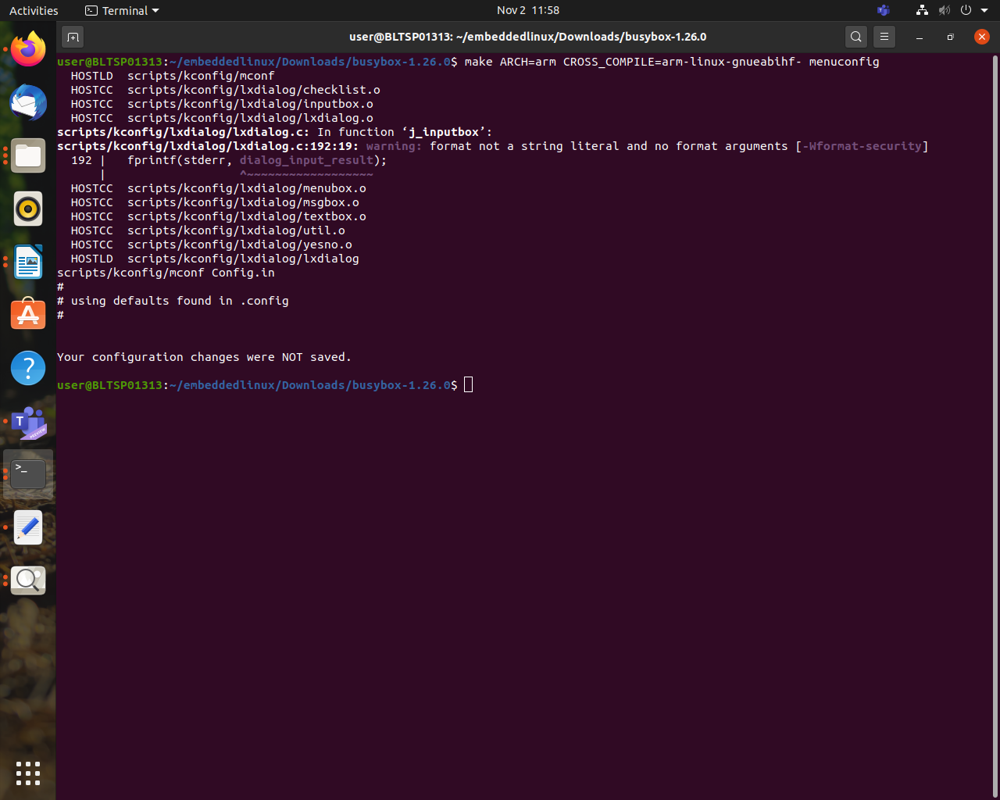 Activities
Terminal
Nov 2 11:58
user@BLTSP01313: ~/embeddedlinux/Downloads/busybox-1.26.0
user@BLTSP01313:~/embeddedlinux/Downloads/busybox-1.26.0$ make ARCH=arm CROSS_COMPILE=arm-linux-gnueabihf- menuconfig
  HOSTLD  scripts/kconfig/mconf
  HOSTCC  scripts/kconfig/lxdialog/checklist.o
  HOSTCC  scripts/kconfig/lxdialog/inputbox.o
  HOSTCC  scripts/kconfig/lxdialog/lxdialog.o
scripts/kconfig/lxdialog/lxdialog.c: In function ‘j_inputbox’:
scripts/kconfig/lxdialog/lxdialog.c:192:19: warning: format not a string literal and no format arguments [-Wformat-security]
  192 |   fprintf(stderr, dialog_input_result);
      |                   ^~~~~~~~~~~~~~~~~~~
  HOSTCC  scripts/kconfig/lxdialog/menubox.o
  HOSTCC  scripts/kconfig/lxdialog/msgbox.o
  HOSTCC  scripts/kconfig/lxdialog/textbox.o
  HOSTCC  scripts/kconfig/lxdialog/util.o
  HOSTCC  scripts/kconfig/lxdialog/yesno.o
  HOSTLD  scripts/kconfig/lxdialog/lxdialog
scripts/kconfig/mconf Config.in
#
# using defaults found in .config
#
Your configuration changes were NOT saved.
user@BLTSP01313:~/embeddedlinux/Downloads/busybox-1.26.0$
T
PREVIEW
>_